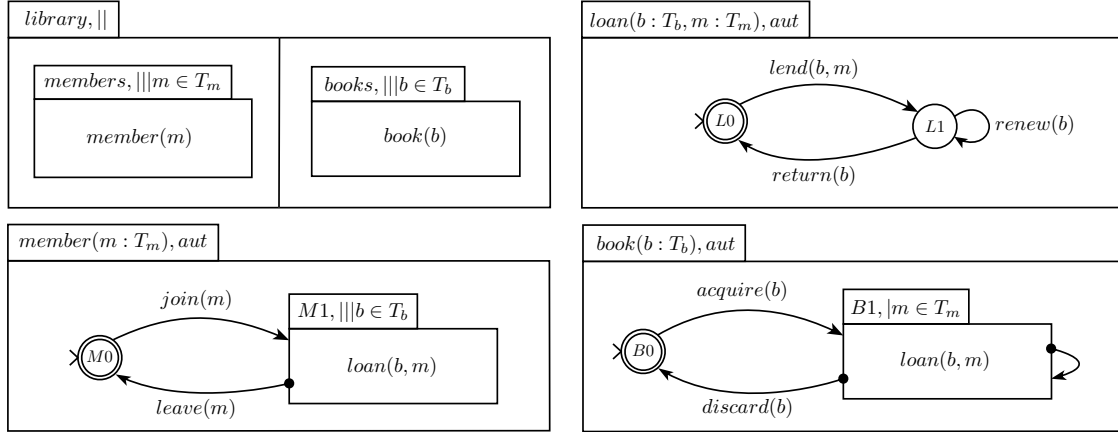 library, ||
members, |||m ∈ T_m
member(m)
books, |||b ∈ T_b
book(b)
loan(b : T_b, m : T_m), aut
lend(b, m)
L0
L1
renew(b)
return(b)
member(m : T_m), aut
join(m)
M0
M1, |||b ∈ T_b
loan(b, m)
leave(m)
book(b : T_b), aut
acquire(b)
B0
B1, |m ∈ T_m
loan(b, m)
discard(b)